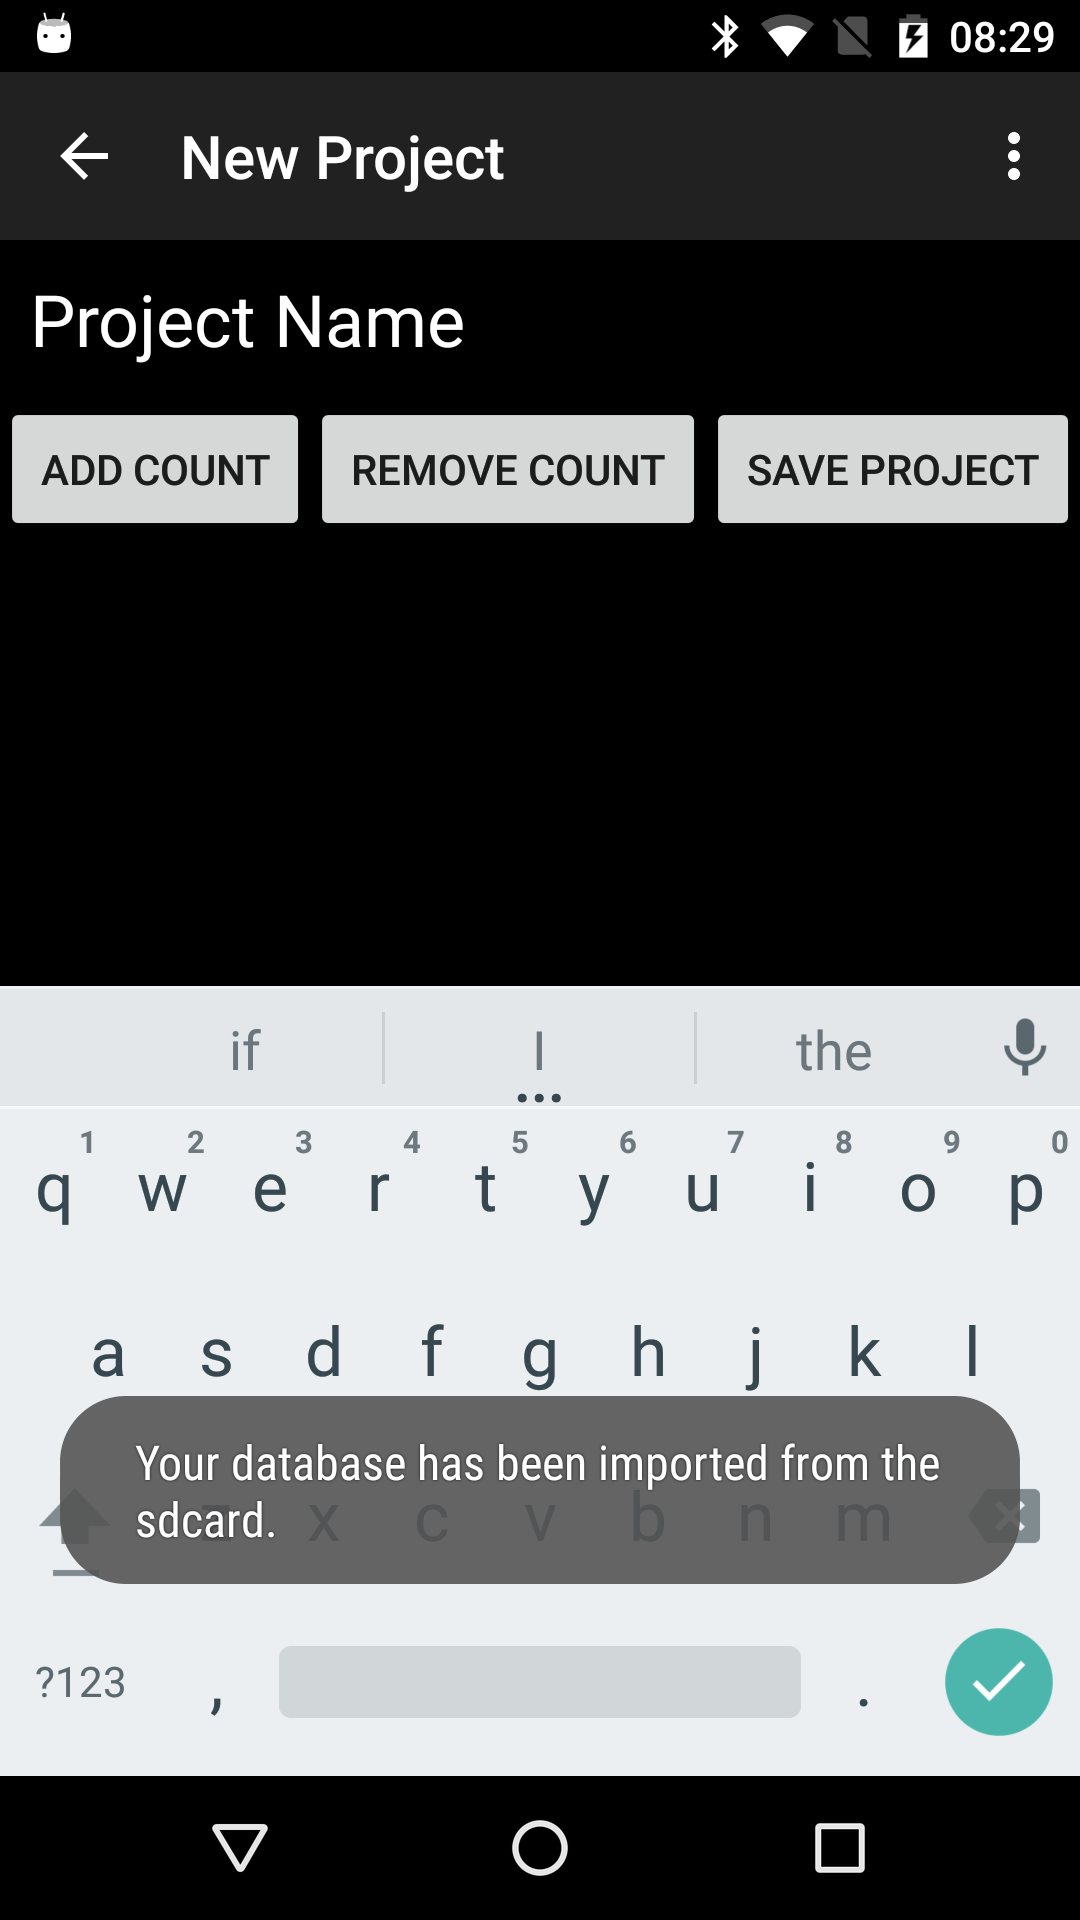 08:29
New Project
Project Name
ADD COUNT REMOVE COUNT SAVE PROJECT
if I the
1 2 3 4 5 6 7 8 9 0
q w e r t y u i o p
a s d f g h j k l
Your database has been imported from the
sdcard.
z x c v b n m
?123 , .